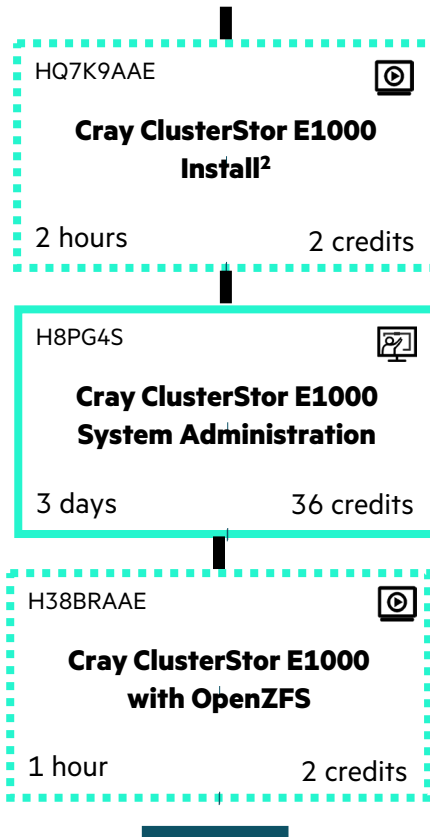 HQ7K9AAE
Cray ClusterStor E1000
Install²
2 hours 2 credits
H8PG4S
Cray ClusterStor E1000
System Administration
3 days 36 credits
H38BRAAE
Cray ClusterStor E1000
with OpenZFS
1 hour 2 credits